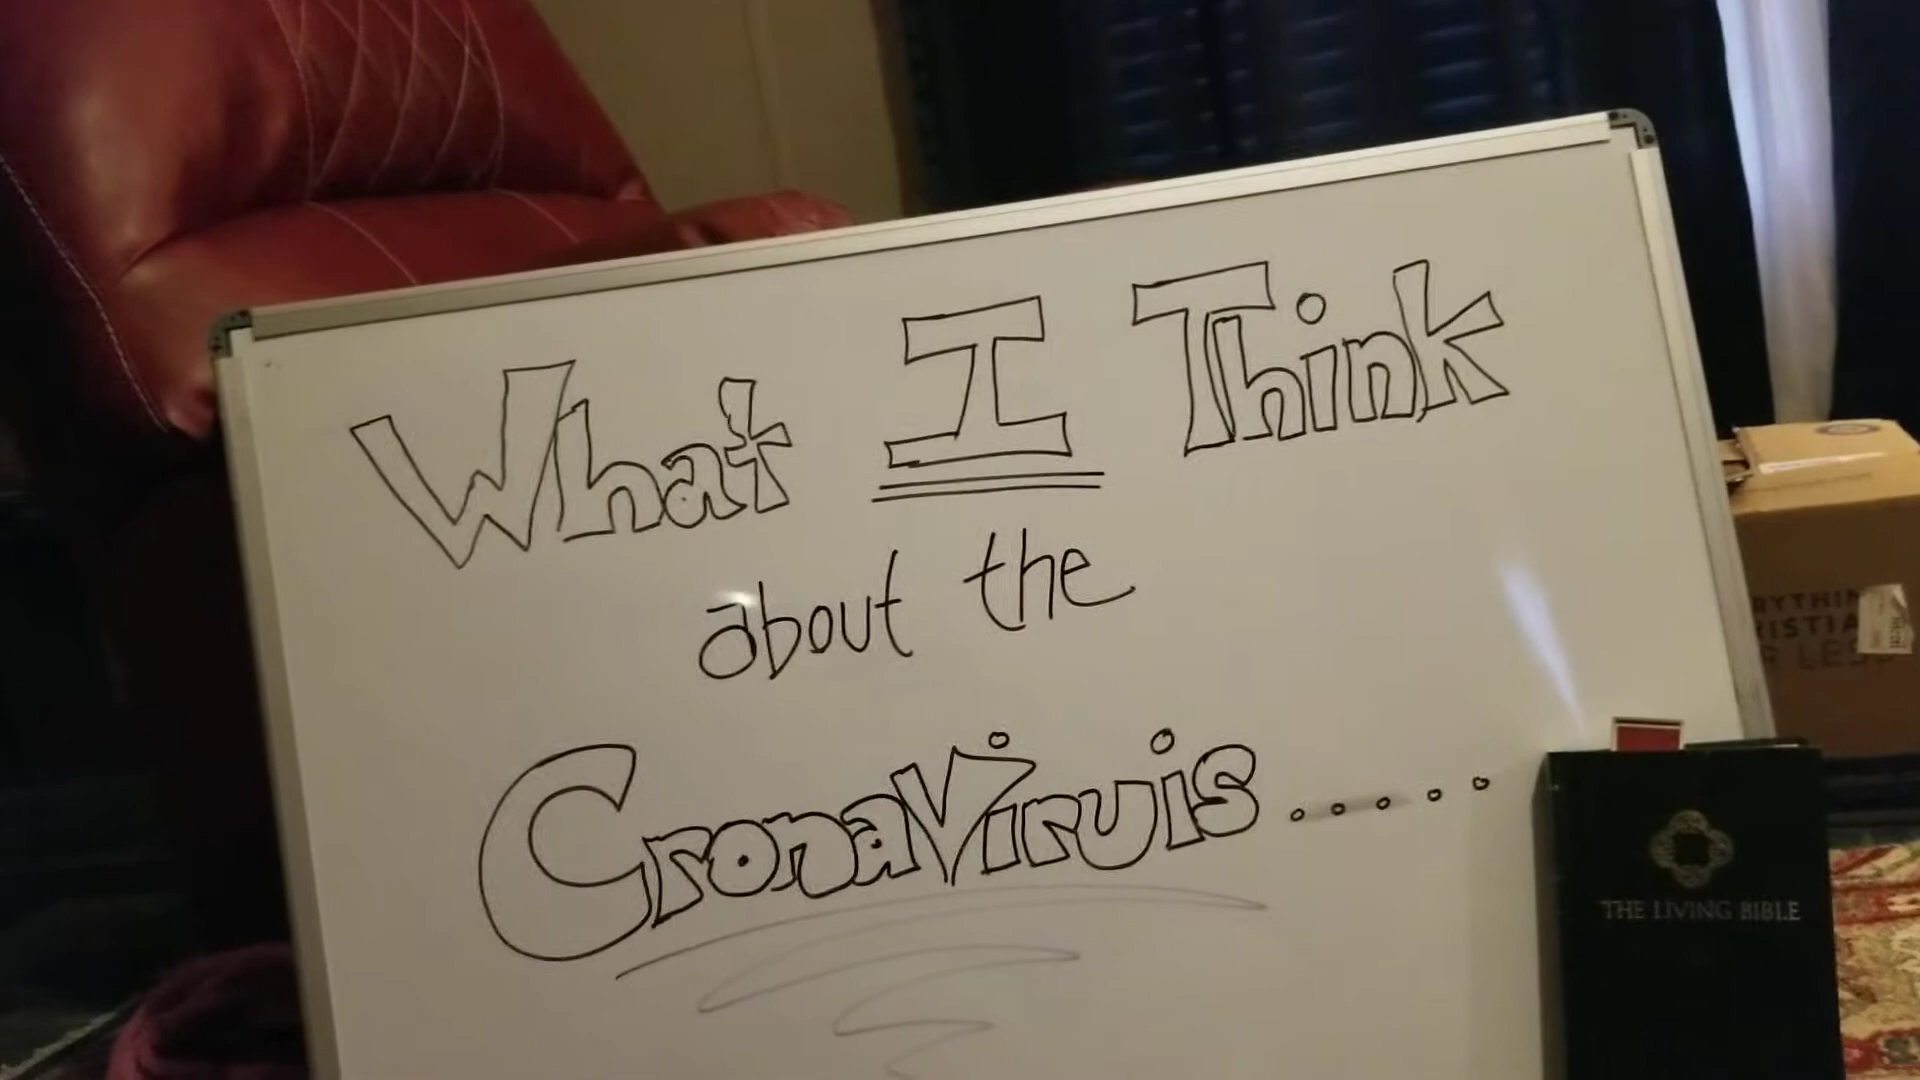 What I Think
about the
CronaViruis.....
THE LIVING BIBLE